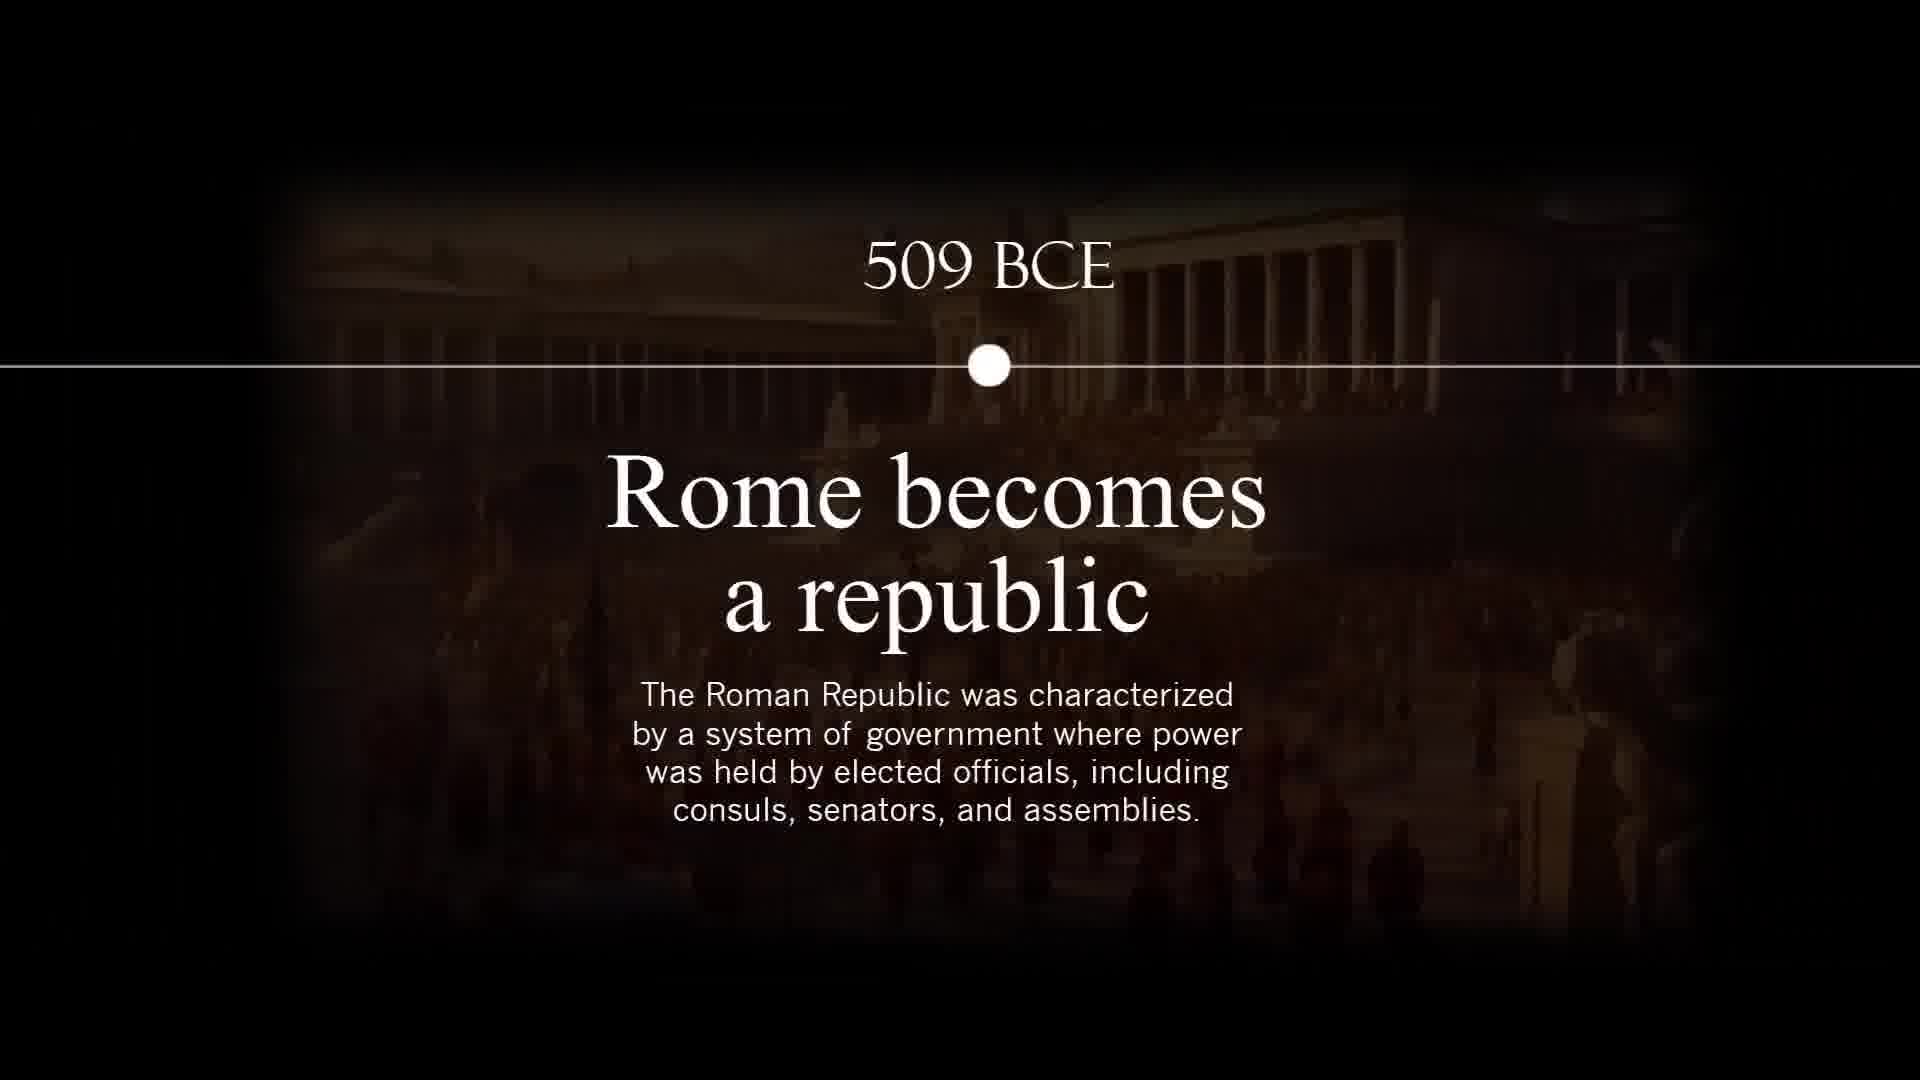 509 BCE
Rome becomes
a republic
The Roman Republic was characterized
by a system of government where power
was held by elected officials, including
consuls, senators, and assemblies.